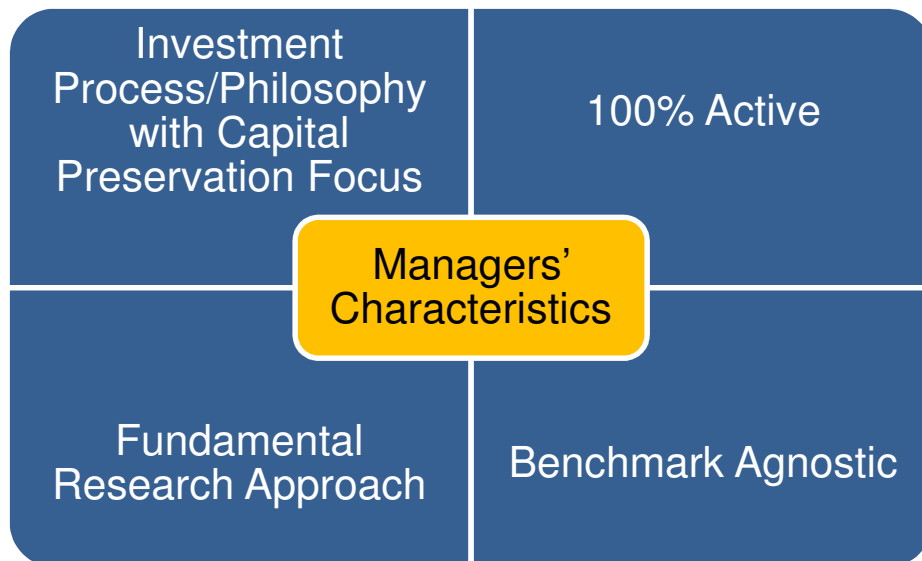 Investment
Process/Philosophy
with Capital
Preservation Focus
100% Active
Managers’
Characteristics
Fundamental
Research Approach
Benchmark Agnostic